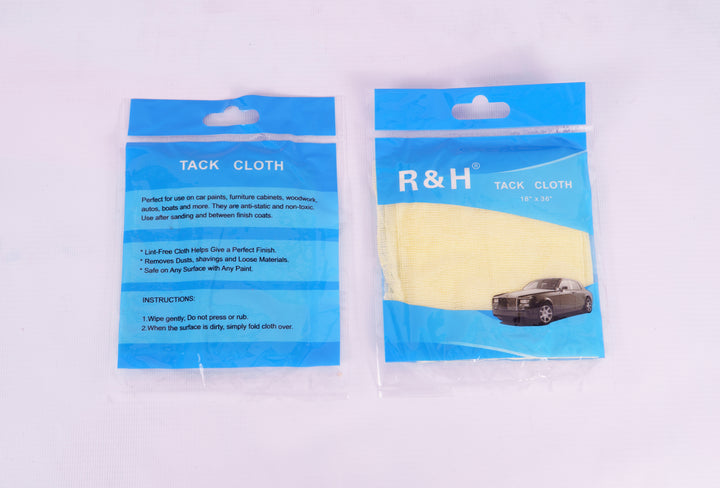 TACK CLOTH
Perfect for use on car paints, furniture cabinets, woodwork,
autos, boats and more. They are anti-static and non-toxic.
Use after sanding and between finish coats.
* Lint-Free Cloth Helps Give a Perfect Finish.
* Removes Dusts, shavings and Loose Materials.
* Safe on Any Surface with Any Paint.
INSTRUCTIONS:
1.Wipe gently; Do not press or rub.
2.When the surface is dirty, simply fold cloth over.
R & H®
TACK CLOTH
18" x 36"